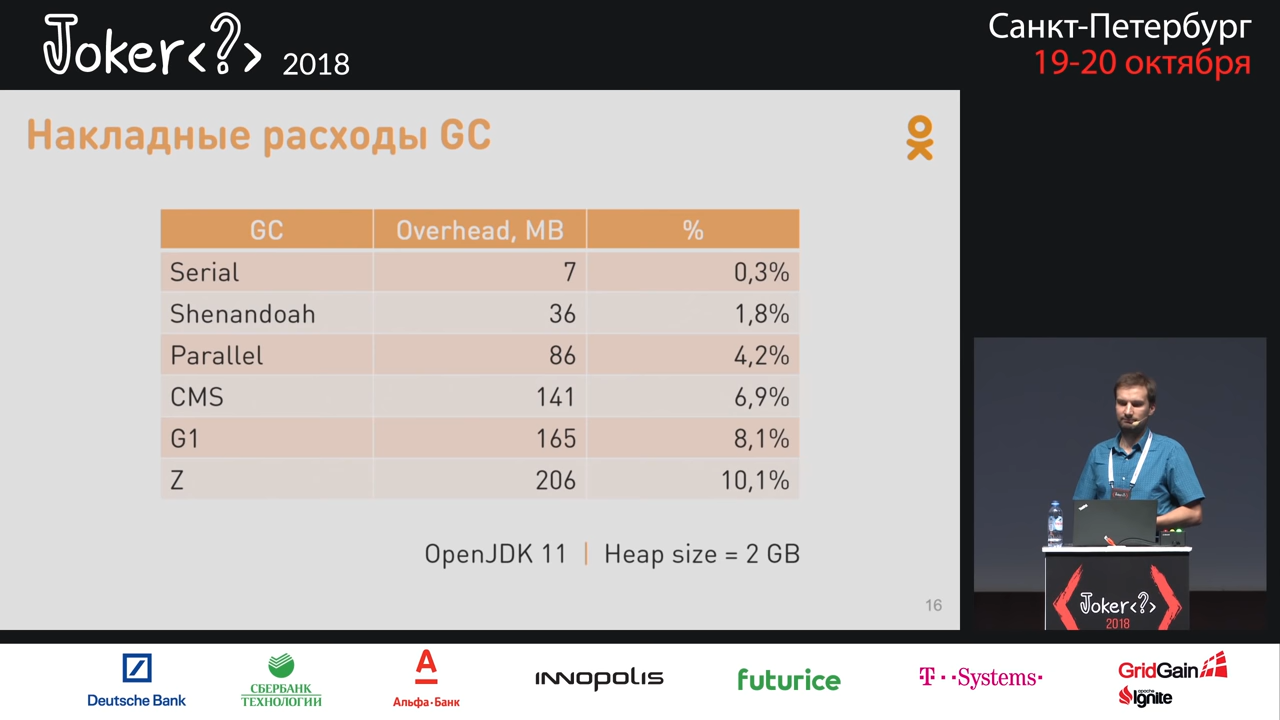 Joker<?> 2018
Санкт-Петербург
19-20 октября
Накладные расходы GC
GC Overhead, MB %
Serial 7 0,3%
Shenandoah 36 1,8%
Parallel 86 4,2%
CMS 141 6,9%
G1 165 8,1%
Z 206 10,1%
OpenJDK 11 | Heap size = 2 GB
16
Joker<?>
2018
Deutsche Bank
СБЕРБАНК
ТЕХНОЛОГИИ
Альфа·Банк
INNOPOLIS
futurice
T · · Systems ·
GridGain
apache
Ignite